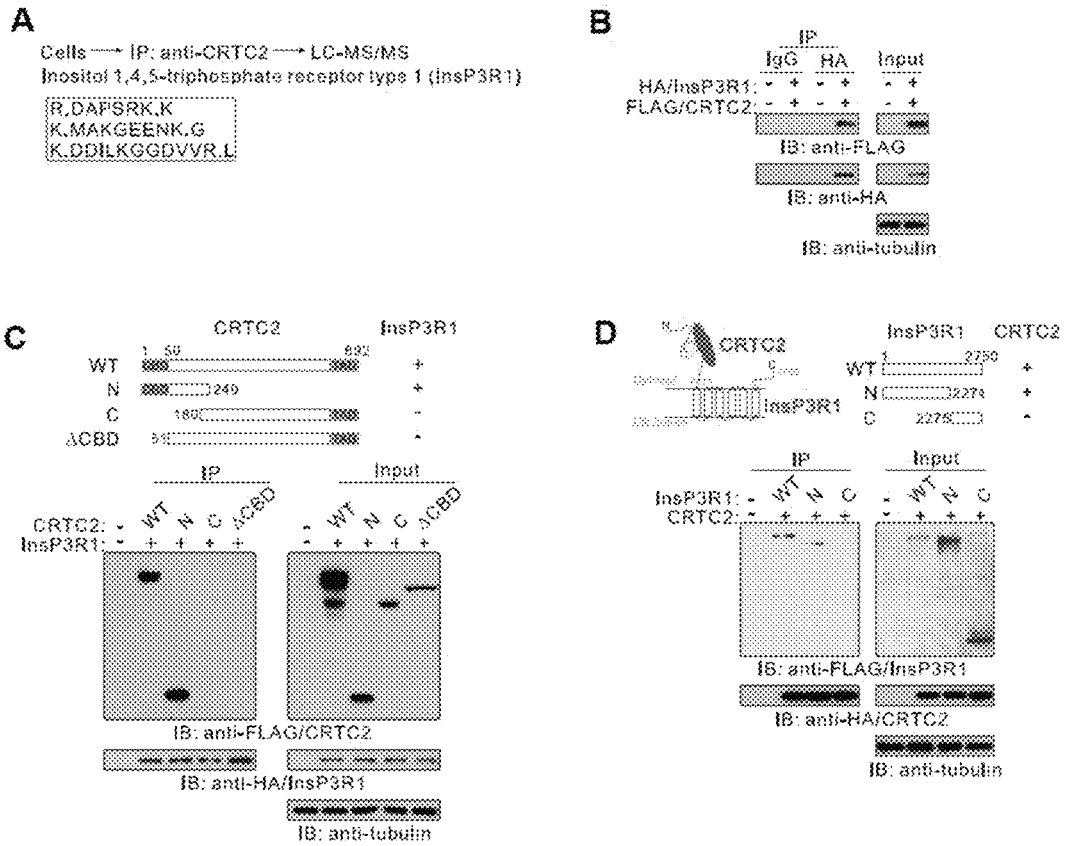 A
Cells → IP: anti-CRTC2 → LC-MS/MS
Inositol 1,4,5-triphosphate receptor type 1 (InsP3R1)
R.DAPSRK.K
K.MAKGEENK.G
K.DDILKGGDVVR.L
B
IP
IgG HA Input
HA/InsP3R1: - + - + - +
FLAG/CRTC2: - + - + - +
IB: anti-FLAG
IB: anti-HA
IB: anti-tubulin
C
CRTC2 InsP3R1
1 692
WT +
N 240 +
C 180 -
ΔCBD 51 -
IP Input
CRTC2: - WT N C ΔCBD - WT N C ΔCBD
InsP3R1: - + + + + - + + + +
IB: anti-FLAG/CRTC2
IB: anti-HA/InsP3R1
IB: anti-tubulin
D
N
C
CRTC2
C
InsP3R1
InsP3R1 CRTC2
1 2750
WT +
N 2274 +
C 2275 -
IP Input
InsP3R1: - WT N C - WT N C
CRTC2: - + + + - + + +
IB: anti-FLAG/InsP3R1
IB: anti-HA/CRTC2
IB: anti-tubulin